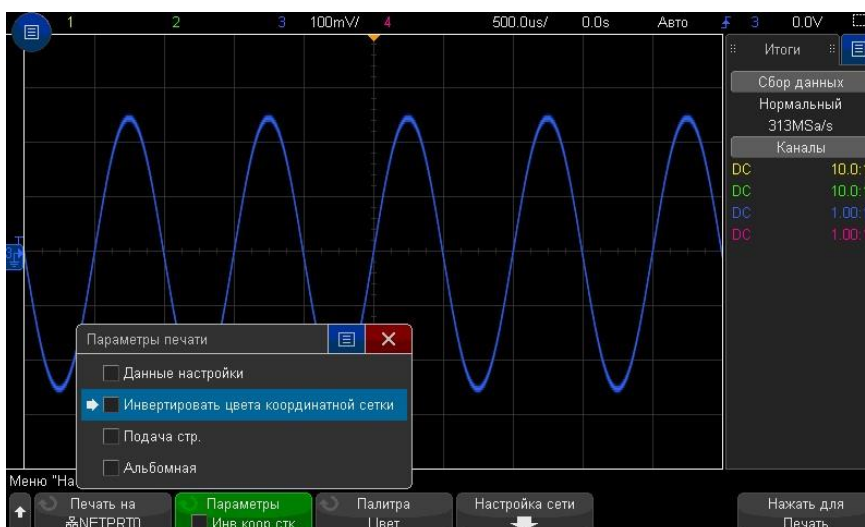 1 2 3 100mV/ 4 500.0us/ 0.0s Авто 3 0.0V
Итоги
Сбор данных
Нормальный
313MSa/s
Каналы
DC 10.0:
DC 10.0:
DC 1.00:
DC 1.00:
Параметры печати
Данные настройки
Инвертировать цвета координатной сетки
Подача стр.
Альбомная
Меню "На
Печать на
NETPRT0
Параметры
Инв коор стк
Палитра
Цвет
Настройка сети
Нажать для
Печать